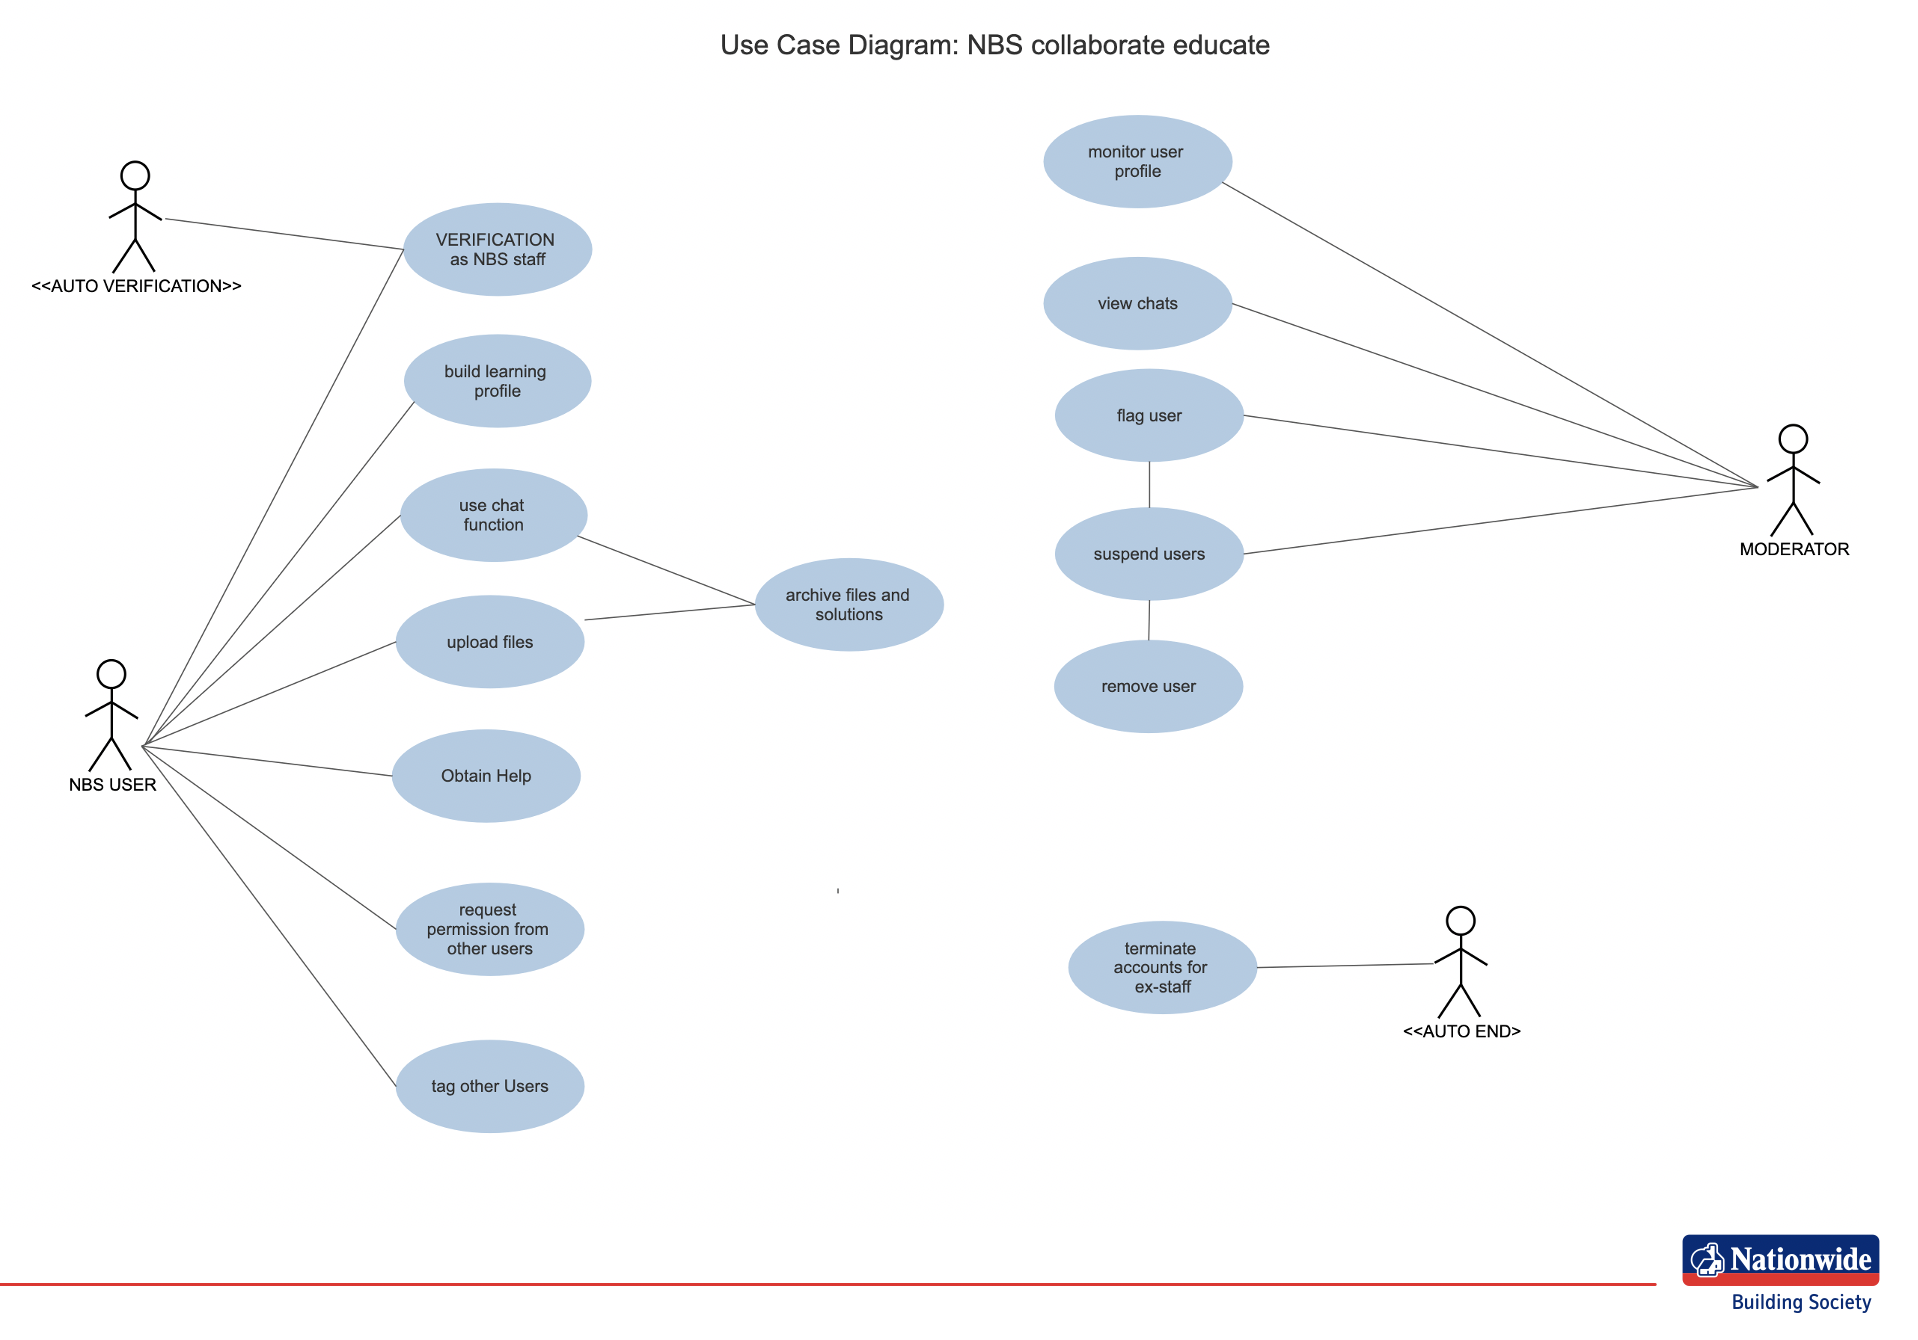 Use Case Diagram: NBS collaborate educate
<<AUTO VERIFICATION>>
VERIFICATION
as NBS staff
build learning
profile
use chat
function
upload files
archive files and
solutions
NBS USER
Obtain Help
request
permission from
other users
tag other Users
monitor user
profile
view chats
flag user
suspend users
remove user
MODERATOR
terminate
accounts for
ex-staff
<<AUTO END>
Nationwide
Building Society